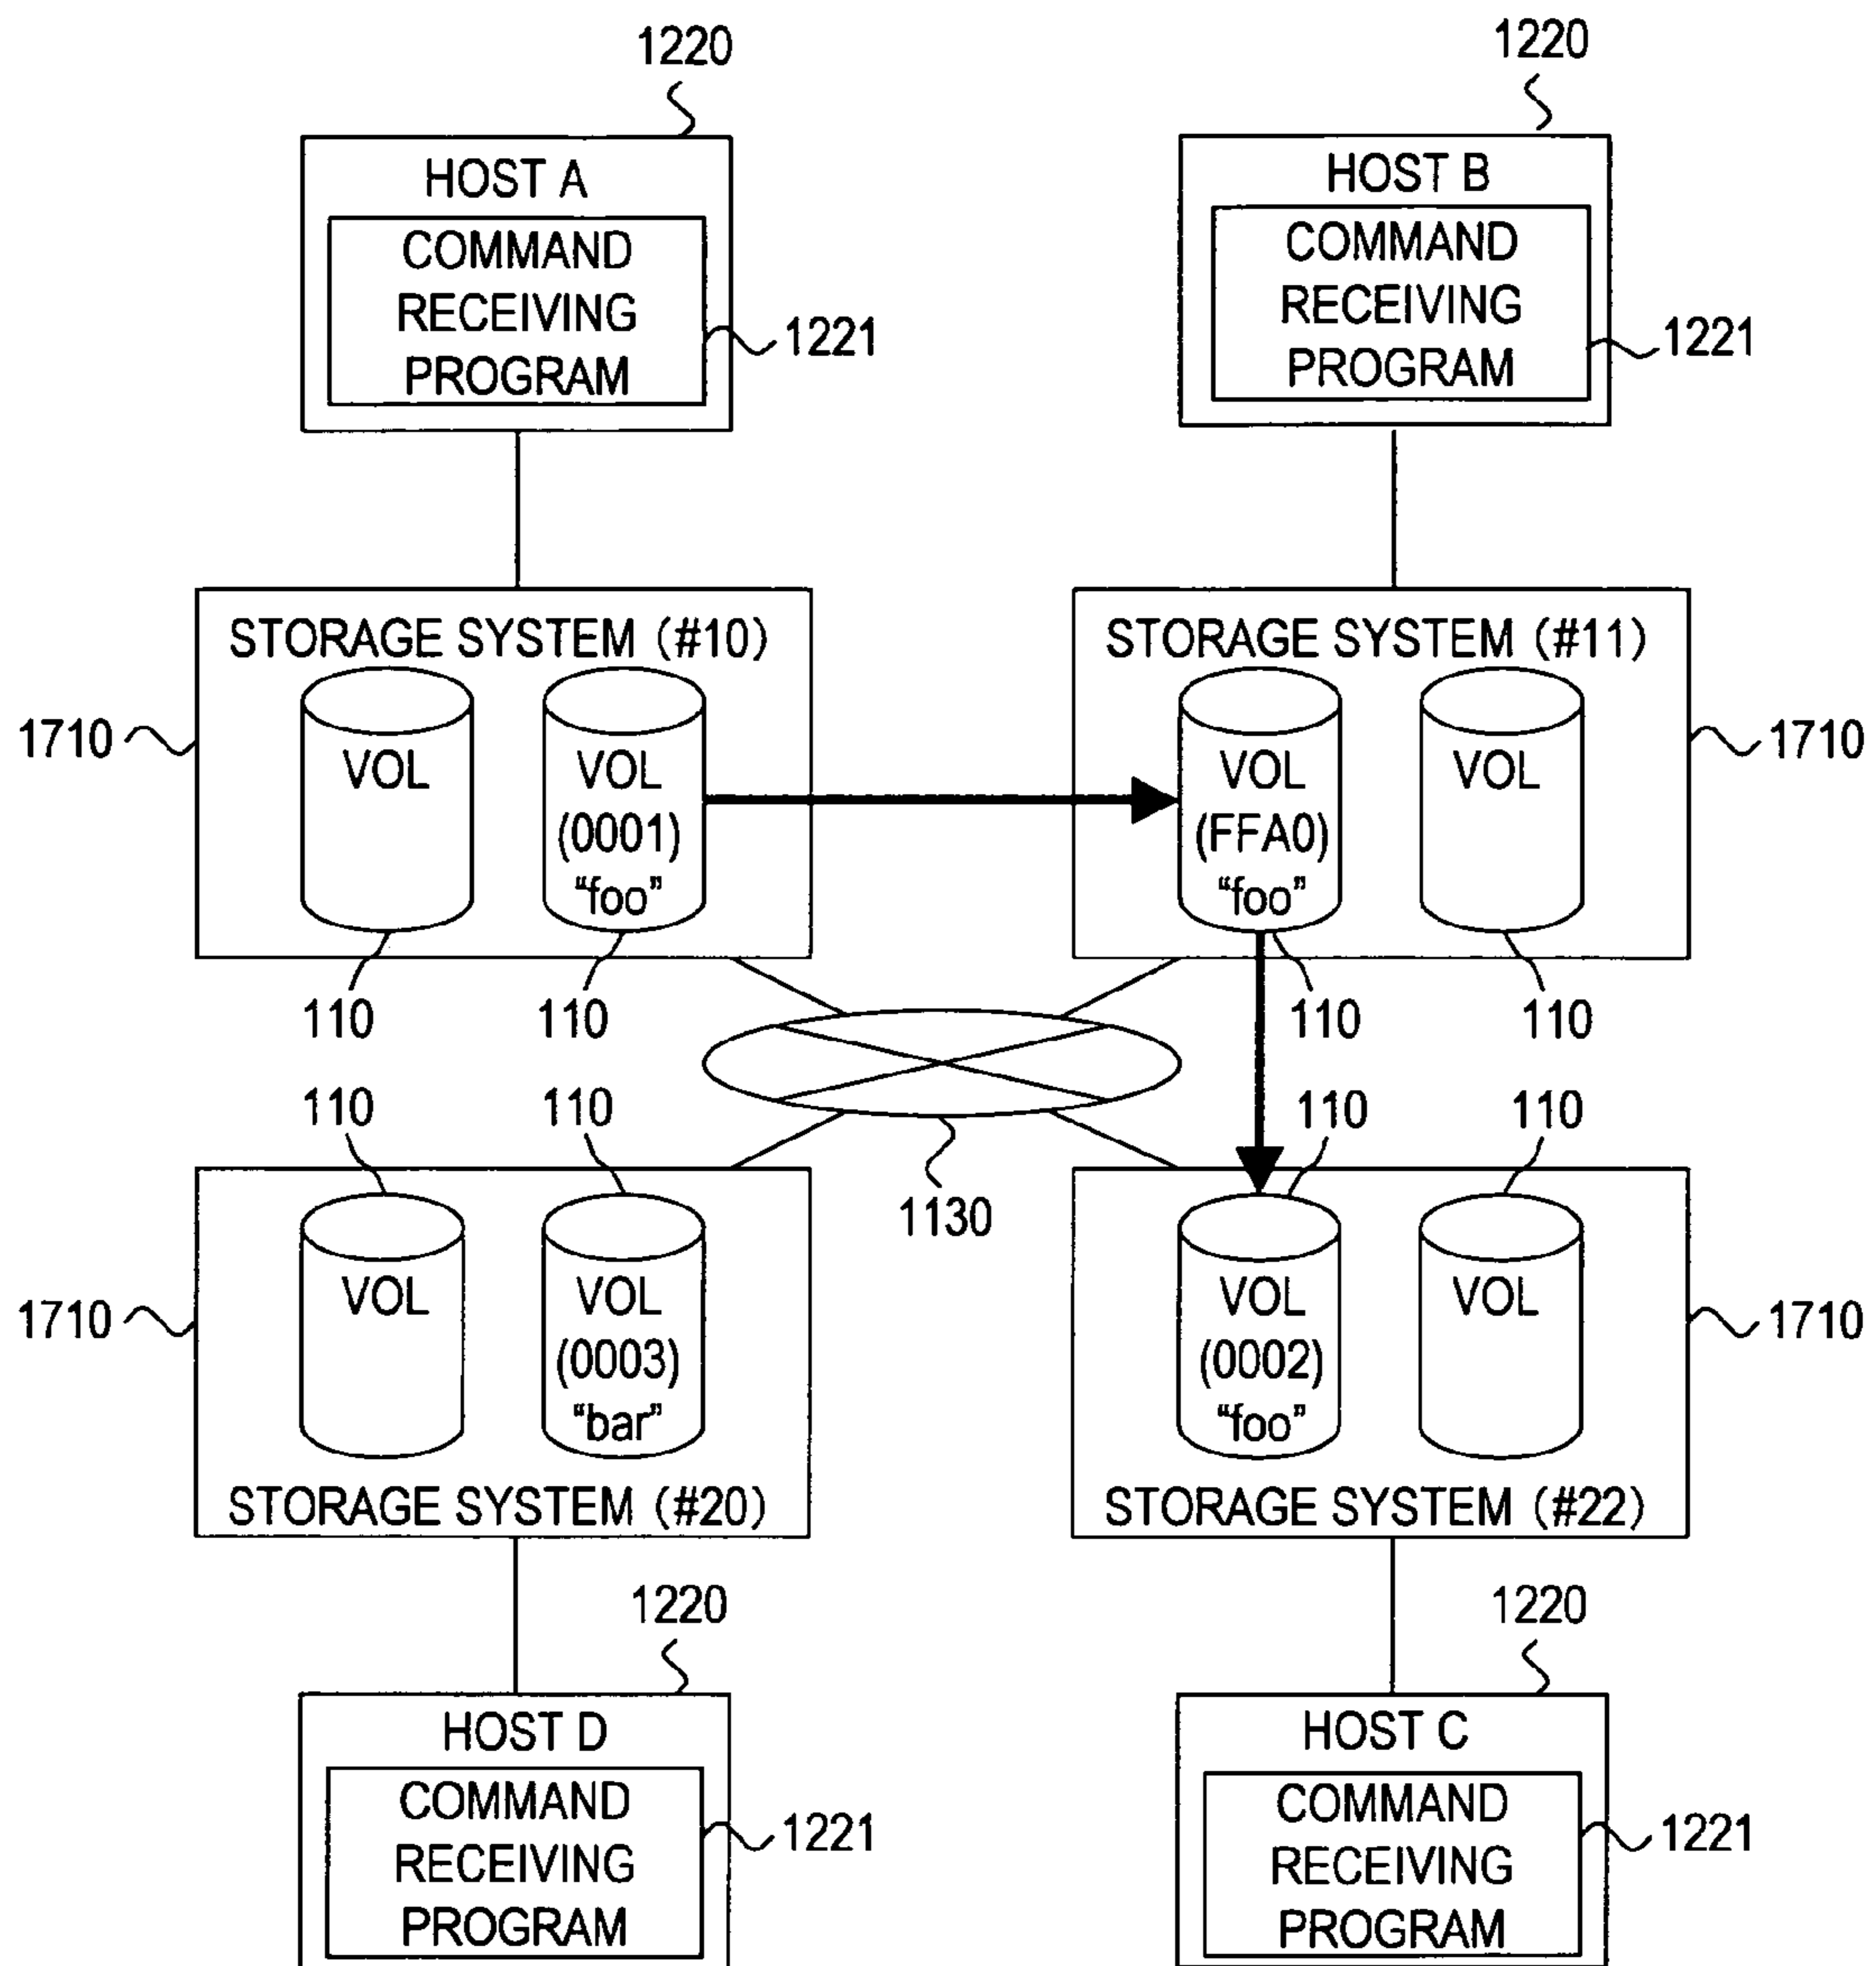 1220
1220
HOST A
COMMAND
RECEIVING
PROGRAM
1221
HOST B
COMMAND
RECEIVING
PROGRAM
1221
STORAGE SYSTEM (#10)
1710
VOL
VOL
(0001)
“foo”
110
110
STORAGE SYSTEM (#11)
VOL
(FFA0)
“foo”
VOL
1710
110
110
1130
110
110
1710
VOL
VOL
(0003)
“bar”
STORAGE SYSTEM (#20)
110
110
VOL
(0002)
“foo”
VOL
1710
STORAGE SYSTEM (#22)
1220
1220
HOST D
COMMAND
RECEIVING
PROGRAM
1221
HOST C
COMMAND
RECEIVING
PROGRAM
1221